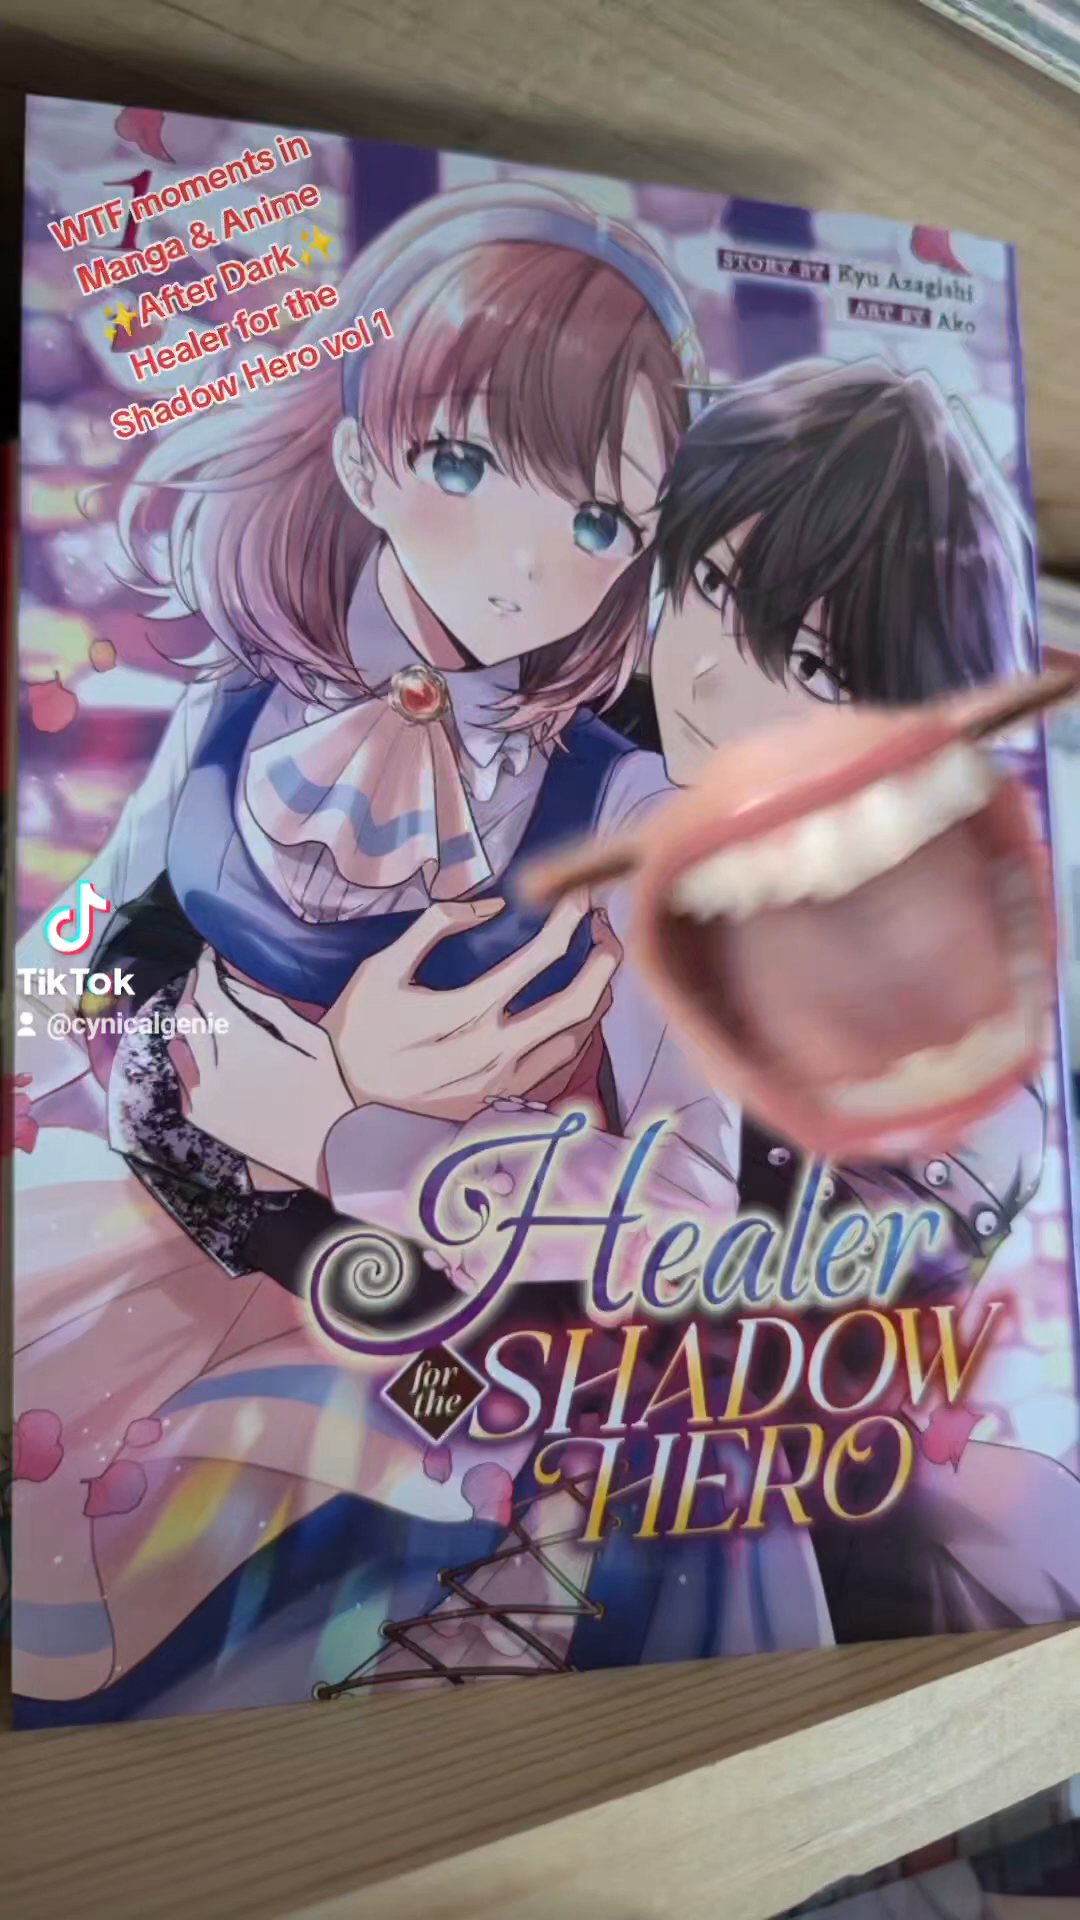 1
WTF moments in
Manga & Anime
✨After Dark✨
Healer for the
Shadow Hero vol 1
STORY BY Kyu Azagishi
ART BY Ako
TikTok
@cynicalgenie
Healer
for the
SHADOW
HERO